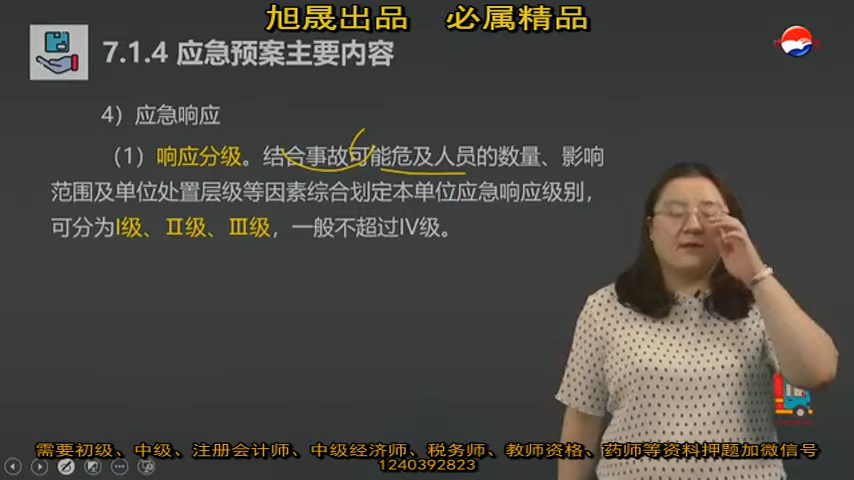 旭晟出品 必属精品
7.1.4 应急预案主要内容
4）应急响应
（1）响应分级。结合事故可能危及人员的数量、影响
范围及单位处置层级等因素综合划定本单位应急响应级别，
可分为Ⅰ级、Ⅱ级、Ⅲ级，一般不超过Ⅳ级。
需要初级、中级、注册会计师、中级经济师、税务师、教师资格、药师等资料押题加微信号
1240392823